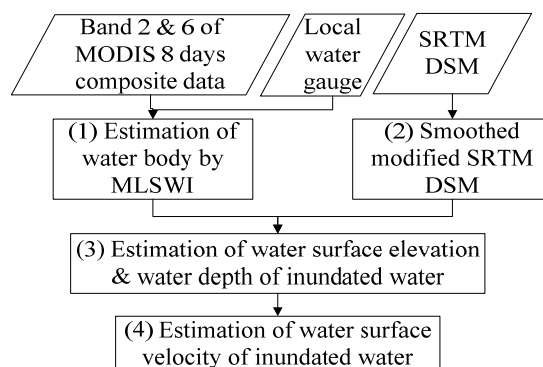 Band 2 & 6 of
MODIS 8 days
composite data
Local
water
gauge
SRTM
DSM
(1) Estimation of
water body by
MLSWI
(2) Smoothed
modified SRTM
DSM
(3) Estimation of water surface elevation
& water depth of inundated water
(4) Estimation of water surface
velocity of inundated water